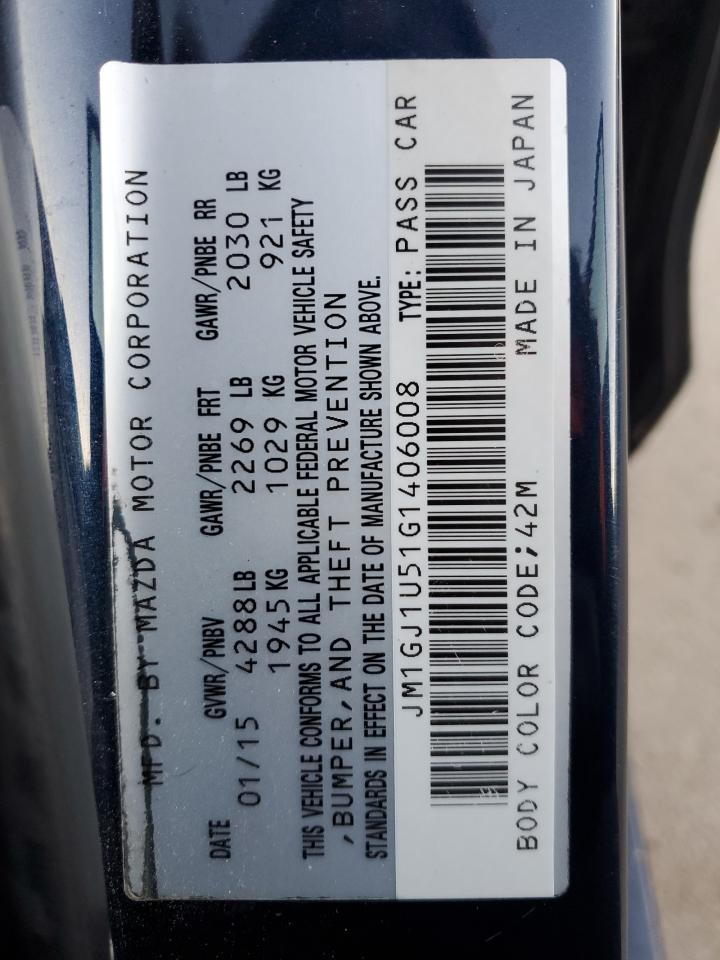 MFD. BY MAZDA MOTOR CORPORATION
DATE GVWR/PNBV GAWR/PNBE FRT GAWR/PNBE RR
01/15 4288LB 2269 LB 2030 LB
1945KG 1029 KG 921 KG
THIS VEHICLE CONFORMS TO ALL APPLICABLE FEDERAL MOTOR VEHICLE SAFETY
,BUMPER,AND THEFT PREVENTION
STANDARDS IN EFFECT ON THE DATE OF MANUFACTURE SHOWN ABOVE.
JM1GJ1U51G1406008 TYPE: PASS CAR
BODY COLOR CODE;42M MADE IN JAPAN